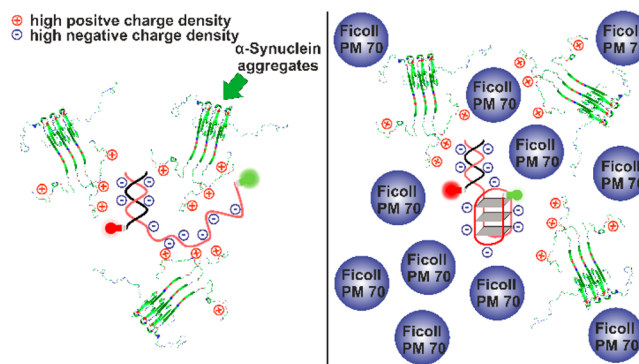 high positve charge density
high negative charge density
α-Synuclein
aggregates
Ficoll
PM 70
Ficoll
PM 70
Ficoll
PM 70
Ficoll
PM 70
Ficoll
PM 70
Ficoll
PM 70
Ficoll
PM 70
Ficoll
PM 70
Ficoll
PM 70
Ficoll
PM 70
Ficoll
PM 70